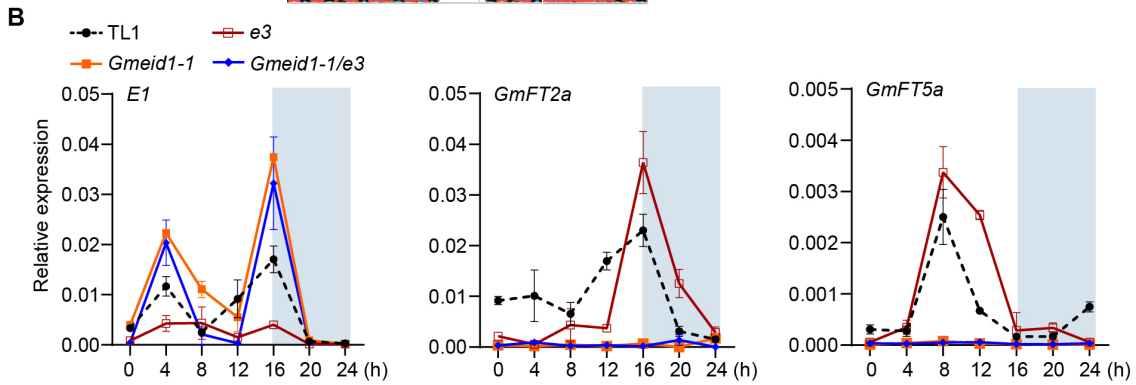 B
TL1
e3
Gmeid1-1
Gmeid1-1/e3
E1
GmFT2a
GmFT5a
Relative expression
0.05
0.04
0.03
0.02
0.01
0.00
0 4 8 12 16 20 24 (h)
0.05
0.04
0.03
0.02
0.01
0.00
0 4 8 12 16 20 24 (h)
0.005
0.004
0.003
0.002
0.001
0.000
0 4 8 12 16 20 24 (h)